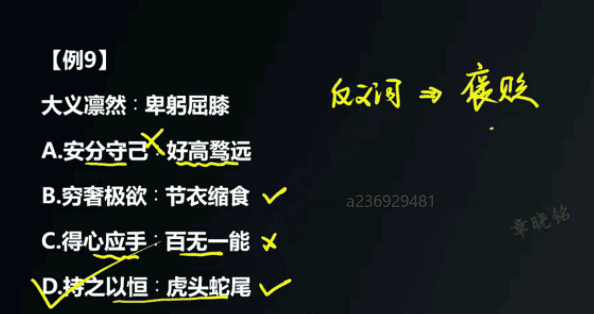 【例9】
大义凛然：卑躬屈膝
反义词 ⇒ 褒贬
A.安分守己：好高骛远
B.穷奢极欲：节衣缩食
a236929481
C.得心应手：百无一能
章晓铭
D.持之以恒：虎头蛇尾